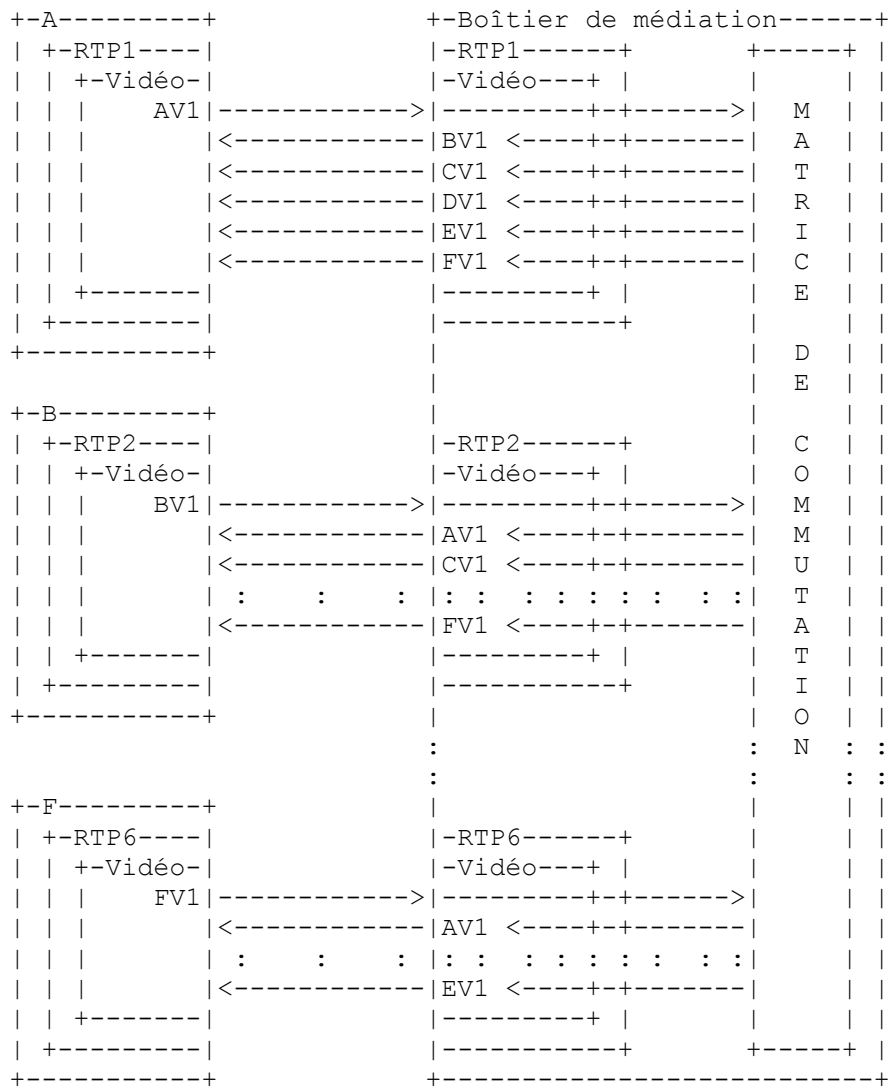 +-A---------+                +-Boîtier de médiation------+
| +-RTP1----|                |-RTP1------+       +-----+ |
| | +-Vidéo-|                |-Vidéo---+ |       |     | |
| | |    AV1|------------>|---------+-+------>|  M  | |
| | |       |<------------|BV1 <----+-+-------|  A  | |
| | |       |<------------|CV1 <----+-+-------|  T  | |
| | |       |<------------|DV1 <----+-+-------|  R  | |
| | |       |<------------|EV1 <----+-+-------|  I  | |
| | |       |<------------|FV1 <----+-+-------|  C  | |
| | +-------|             |---------+ |       |  E  | |
| +---------|             |-----------+       |     | |
+-----------+             |                   |  D  | |
                          |                   |  E  | |
+-B---------+             |                   |     | |
| +-RTP2----|             |-RTP2------+       |  C  | |
| | +-Vidéo-|             |-Vidéo---+ |       |  O  | |
| | |    BV1|------------>|---------+-+------>|  M  | |
| | |       |<------------|AV1 <----+-+-------|  M  | |
| | |       |<------------|CV1 <----+-+-------|  U  | |
| | |       | :    :    : |: :  : : : : :  : :|  T  | |
| | |       |<------------|FV1 <----+-+-------|  A  | |
| | +-------|             |---------+ |       |  T  | |
| +---------|             |-----------+       |  I  | |
+-----------+             |                   |  O  | |
                          :                   :  N  : :
                          :                   :     : :
+-F---------+             |                   |     | |
| +-RTP6----|             |-RTP6------+       |     | |
| | +-Vidéo-|             |-Vidéo---+ |       |     | |
| | |    FV1|------------>|---------+-+------>|     | |
| | |       |<------------|AV1 <----+-+-------|     | |
| | |       | :    :    : |: :  : : : : :  : :|     | |
| | |       |<------------|EV1 <----+-+-------|     | |
| | +-------|             |---------+ |       |     | |
| +---------|             |-----------+       +-----+ |
+-----------+             +---------------------------+